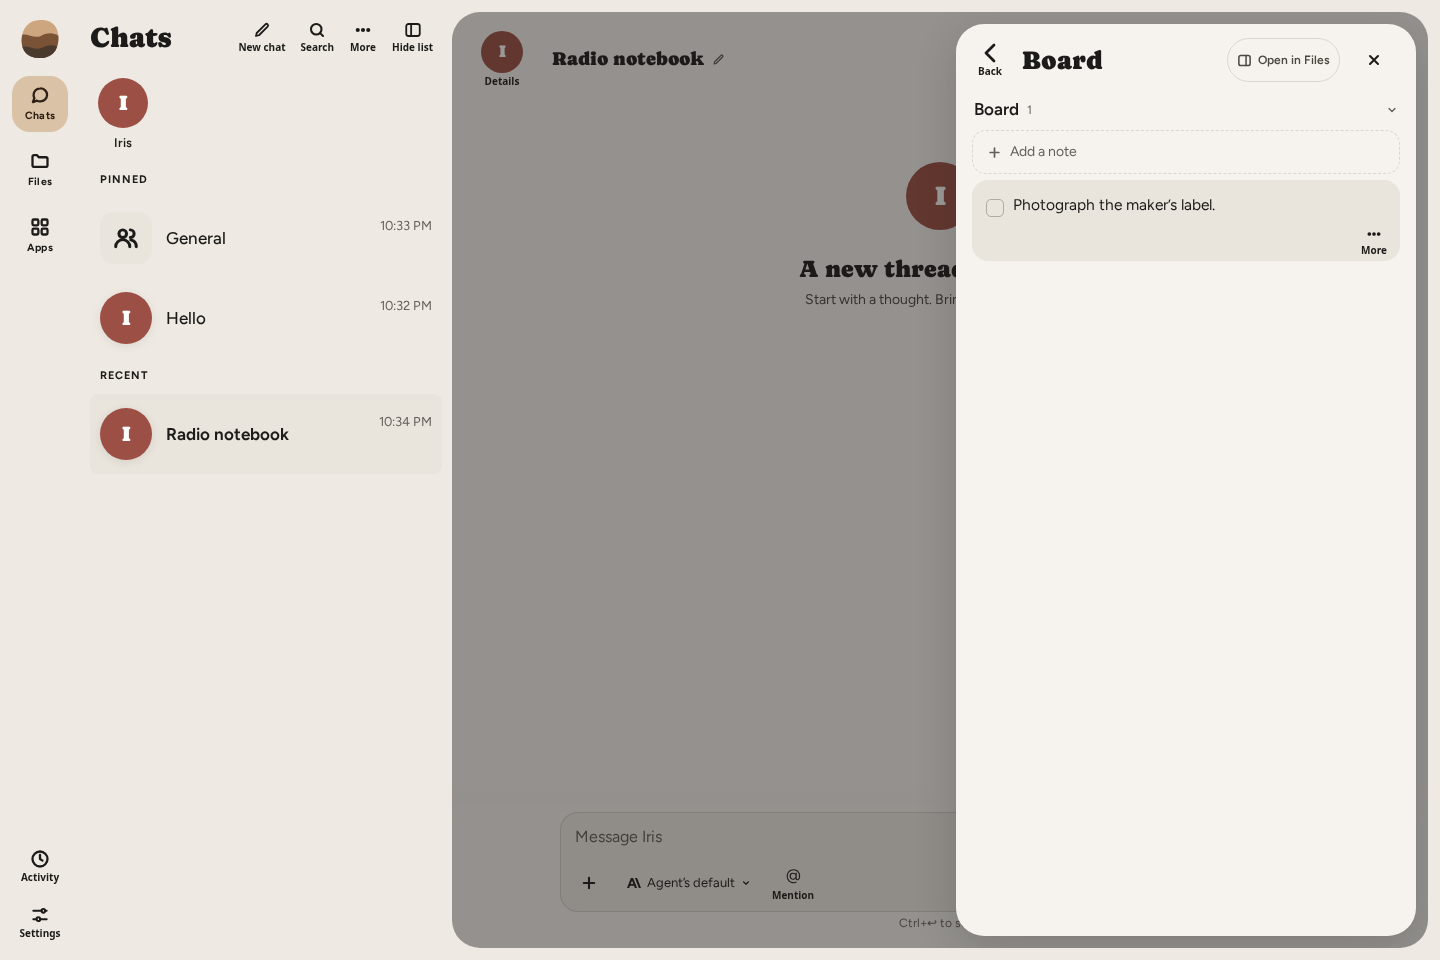 Chats
New chat
Search
More
Hide list
Chats
Files
Apps
I
Iris
PINNED
General
10:33 PM
I
Hello
10:32 PM
RECENT
I
Radio notebook
10:34 PM
Activity
Settings
I
Details
Radio notebook
I
A new threa
Start with a thought. Brin
Message Iris
Agent's default
@
Mention
Ctrl+↩ to s
Back
Board
Open in Files
Board 1
Add a note
Photograph the maker's label.
More